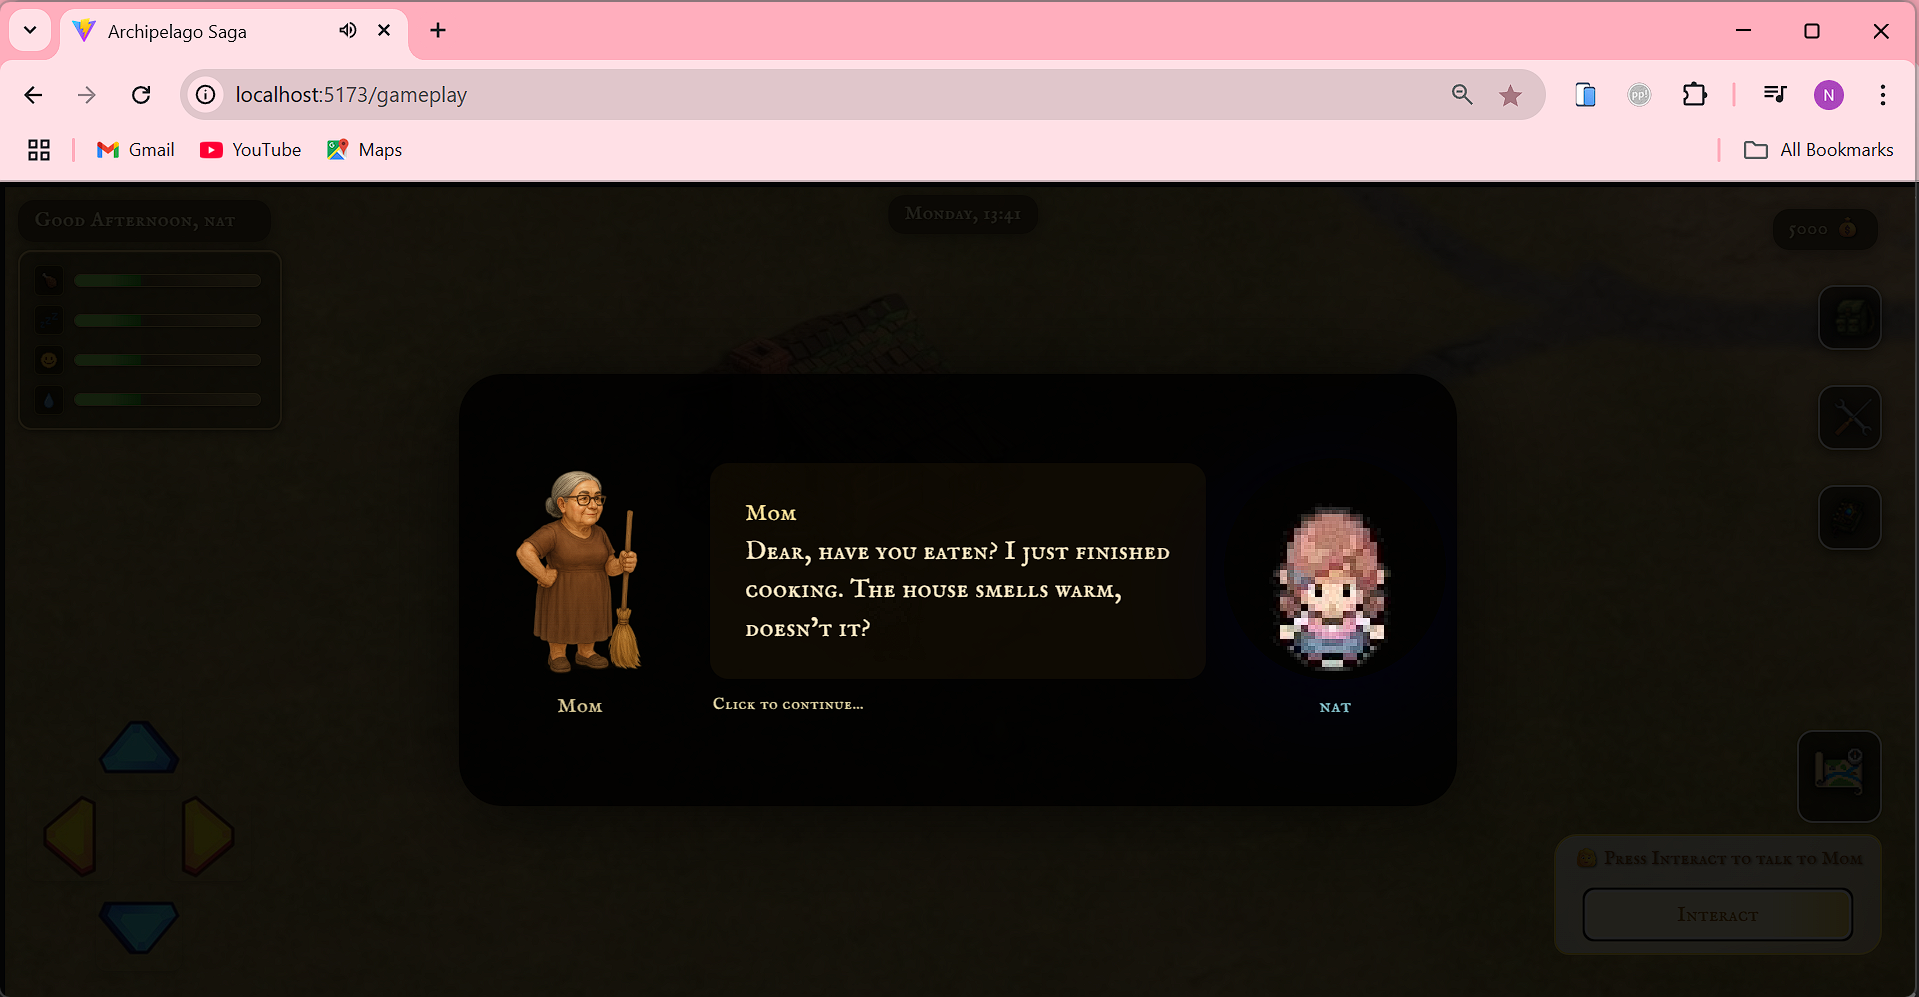 Archipelago Saga
localhost:5173/gameplay
N
Gmail
YouTube
Maps
All Bookmarks
Good Afternoon, nat
Monday, 13:41
5000
Mom
Dear, have you eaten? I just finished
cooking. The house smells warm,
doesn't it?
Mom
Click to continue...
nat
Press Interact to talk to Mom
Interact